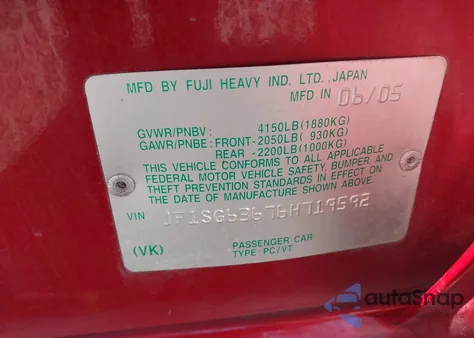 MFD BY FUJI HEAVY IND. LTD., JAPAN
MFD IN 06/05
GVWR/PNBV : 4150LB(1880KG)
GAWR/PNBE: FRONT-2050LB( 930KG)
REAR -2200LB(1000KG)
THIS VEHICLE CONFORMS TO ALL APPLICABLE
FEDERAL MOTOR VEHICLE SAFETY, BUMPER, AND
THEFT PREVENTION STANDARDS IN EFFECT ON
THE DATE OF MANUFACTURE SHOWN ABOVE.
VIN JF1SG63676H719592
(VK) PASSENGER CAR
TYPE : PC/VT
autoSnap